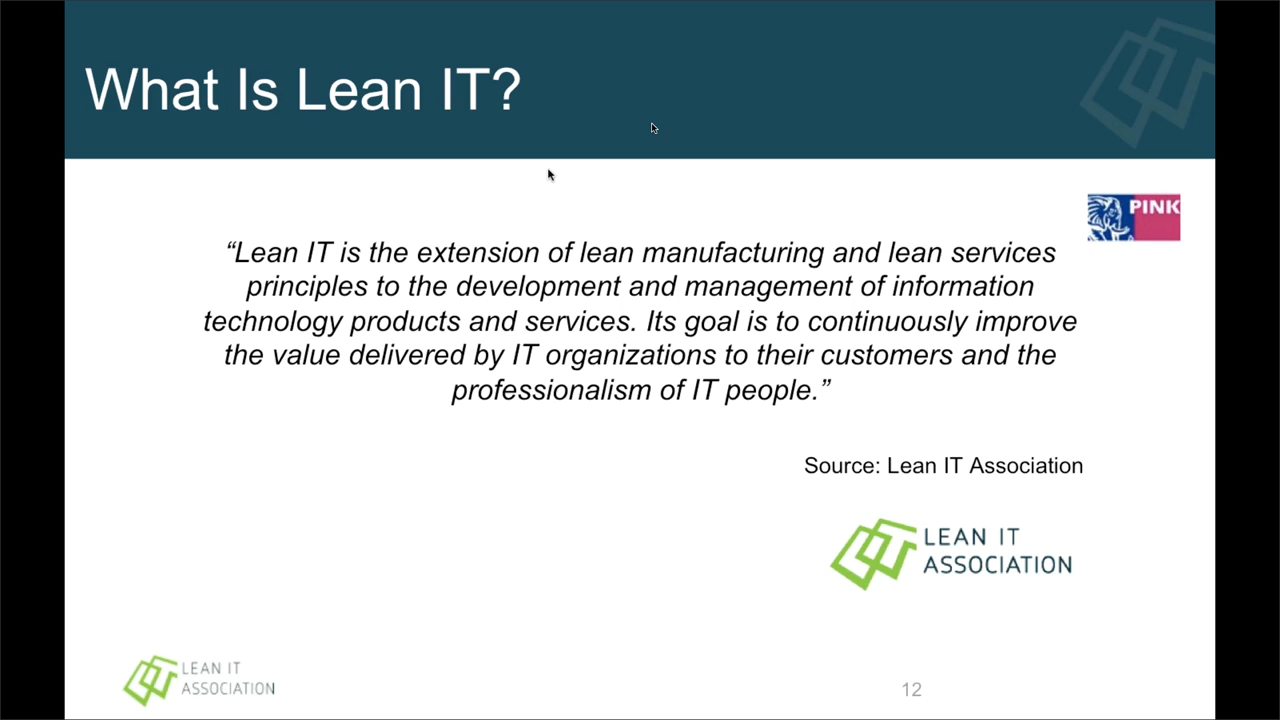 What Is Lean IT?
PINK
“Lean IT is the extension of lean manufacturing and lean services
principles to the development and management of information
technology products and services. Its goal is to continuously improve
the value delivered by IT organizations to their customers and the
professionalism of IT people.”
Source: Lean IT Association
LEAN IT
ASSOCIATION
LEAN IT
ASSOCIATION
12